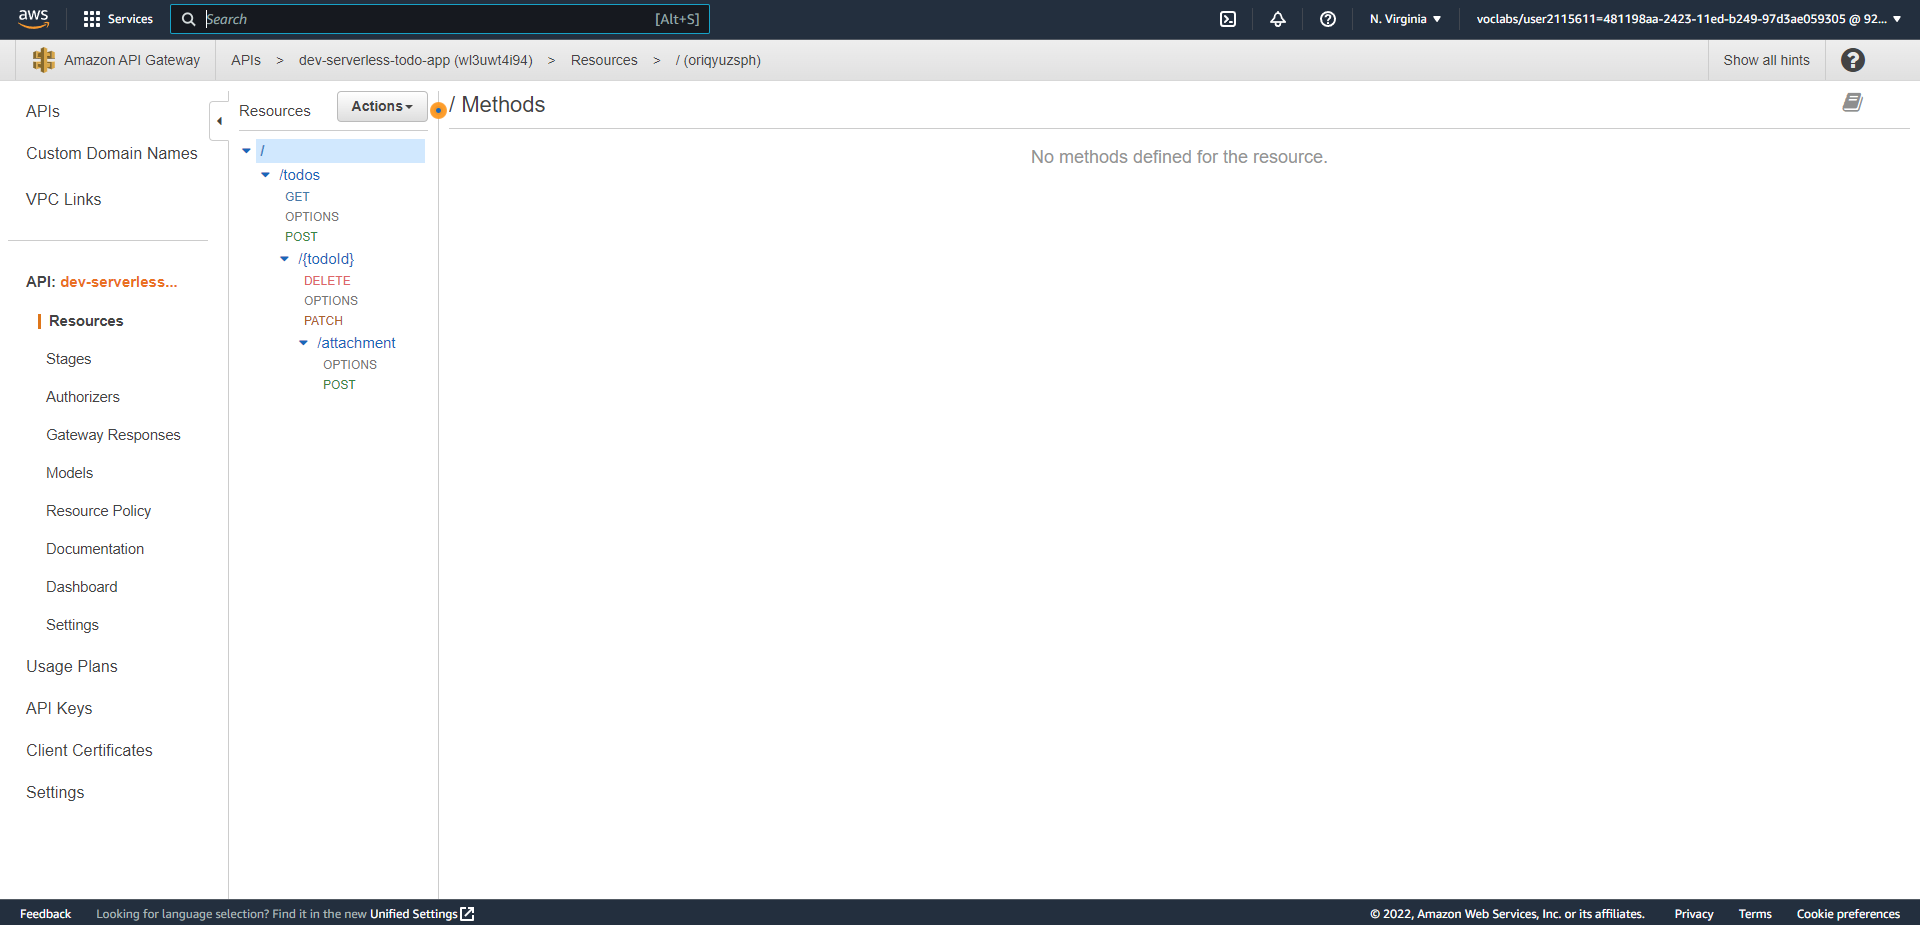 aws Services Search [Alt+S] N. Virginia ▼ voclabs/user2115611=481198aa-2423-11ed-b249-97d3ae059305 @ 92... ▼
Amazon API Gateway APIs > dev-serverless-todo-app (wl3uwt4i94) > Resources > / (oriqyuzsph) Show all hints
APIs
Custom Domain Names
VPC Links
API: dev-serverless...
Resources
Stages
Authorizers
Gateway Responses
Models
Resource Policy
Documentation
Dashboard
Settings
Usage Plans
API Keys
Client Certificates
Settings
Resources Actions
/
/todos
GET
OPTIONS
POST
/{todoId}
DELETE
OPTIONS
PATCH
/attachment
OPTIONS
POST
/ Methods
No methods defined for the resource.
Feedback Looking for language selection? Find it in the new Unified Settings © 2022, Amazon Web Services, Inc. or its affiliates. Privacy Terms Cookie preferences